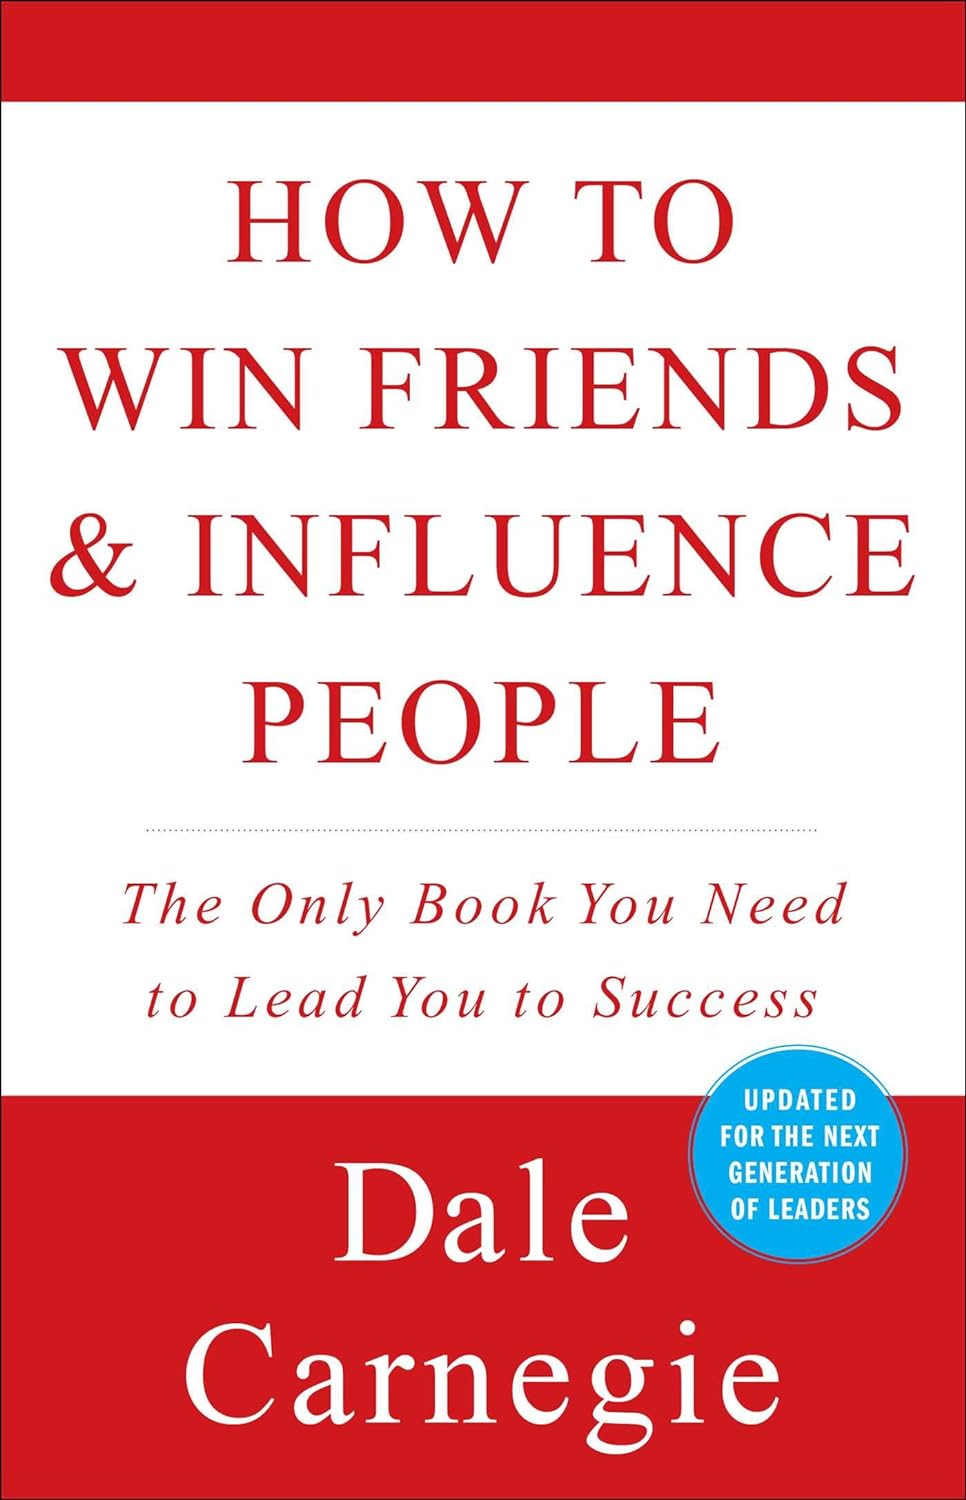 HOW TO
WIN FRIENDS
& INFLUENCE
PEOPLE
The Only Book You Need
to Lead You to Success
UPDATED
FOR THE NEXT
GENERATION
OF LEADERS
Dale
Carnegie